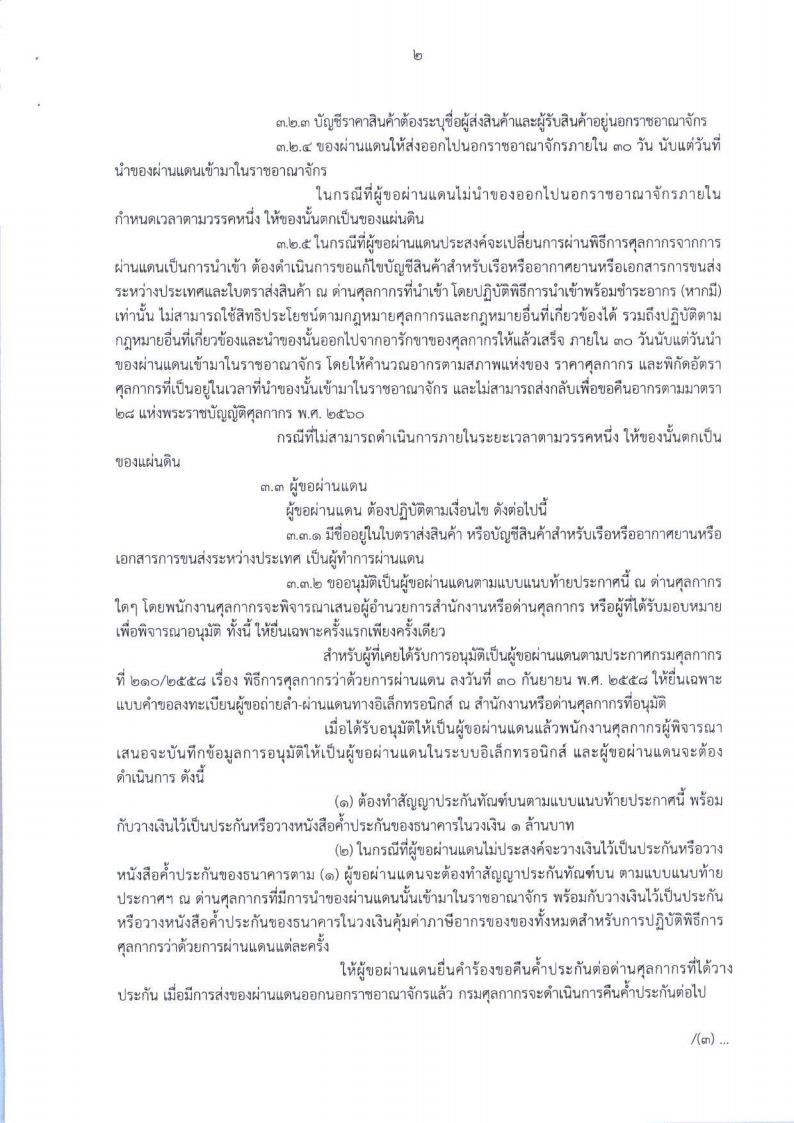 ๒
๓.๒.๓ บัญชีราคาสินค้าต้องระบุชื่อผู้ส่งสินค้าและผู้รับสินค้าอยู่นอกราชอาณาจักร
๓.๒.๔ ของผ่านแดนให้ส่งออกไปนอกราชอาณาจักรภายใน ๓๐ วัน นับแต่วันที่
นำของผ่านแดนเข้ามาในราชอาณาจักร
ในกรณีที่ผู้ขอผ่านแดนไม่นำของออกไปนอกราชอาณาจักรภายใน
กำหนดเวลาตามวรรคหนึ่ง ให้ของนั้นตกเป็นของแผ่นดิน
๓.๒.๕ ในกรณีที่ผู้ขอผ่านแดนประสงค์จะเปลี่ยนการผ่านพิธีการศุลกากรจากการ
ผ่านแดนเป็นการนำเข้า ต้องดำเนินการขอแก้ไขบัญชีสินค้าสำหรับเรือหรืออากาศยานหรือเอกสารการขนส่ง
ระหว่างประเทศและใบตราส่งสินค้า ณ ด่านศุลกากรที่นำเข้า โดยปฏิบัติพิธีการนำเข้าพร้อมชำระอากร (หากมี)
เท่านั้น ไม่สามารถใช้สิทธิประโยชน์ตามกฎหมายศุลกากรและกฎหมายอื่นที่เกี่ยวข้องได้ รวมถึงปฏิบัติตาม
กฎหมายอื่นที่เกี่ยวข้องและนำของนั้นออกไปจากอารักขาของศุลกากรให้แล้วเสร็จ ภายใน ๓๐ วันนับแต่วันนำ
ของผ่านแดนเข้ามาในราชอาณาจักร โดยให้คำนวณอากรตามสภาพแห่งของ ราคาศุลกากร และพิกัดอัตรา
ศุลกากรที่เป็นอยู่ในเวลาที่นำของนั้นเข้ามาในราชอาณาจักร และไม่สามารถส่งกลับเพื่อขอคืนอากรตามมาตรา
๒๘ แห่งพระราชบัญญัติศุลกากร พ.ศ. ๒๕๖๐
กรณีที่ไม่สามารถดำเนินการภายในระยะเวลาตามวรรคหนึ่ง ให้ของนั้นตกเป็น
ของแผ่นดิน
๓.๓ ผู้ขอผ่านแดน
ผู้ขอผ่านแดน ต้องปฏิบัติตามเงื่อนไข ดังต่อไปนี้
๓.๓.๑ มีชื่ออยู่ในใบตราส่งสินค้า หรือบัญชีสินค้าสำหรับเรือหรืออากาศยานหรือ
เอกสารการขนส่งระหว่างประเทศ เป็นผู้ทำการผ่านแดน
๓.๓.๒ ขออนุมัติเป็นผู้ขอผ่านแดนตามแบบแนบท้ายประกาศนี้ ณ ด่านศุลกากร
ใดๆ โดยพนักงานศุลกากรจะพิจารณาเสนอผู้อำนวยการสำนักงานหรือด่านศุลกากร หรือผู้ที่ได้รับมอบหมาย
เพื่อพิจารณาอนุมัติ ทั้งนี้ ให้ยื่นเฉพาะครั้งแรกเพียงครั้งเดียว
สำหรับผู้ที่เคยได้รับการอนุมัติเป็นผู้ขอผ่านแดนตามประกาศกรมศุลกากร
ที่ ๒๑๐/๒๕๕๘ เรื่อง พิธีการศุลกากรว่าด้วยการผ่านแดน ลงวันที่ ๓๐ กันยายน พ.ศ. ๒๕๕๘ ให้ยื่นเฉพาะ
แบบคำขอลงทะเบียนผู้ขอถ่ายลำ-ผ่านแดนทางอิเล็กทรอนิกส์ ณ สำนักงานหรือด่านศุลกากรที่อนุมัติ
เมื่อได้รับอนุมัติให้เป็นผู้ขอผ่านแดนแล้วพนักงานศุลกากรผู้พิจารณา
เสนอจะบันทึกข้อมูลการอนุมัติให้เป็นผู้ขอผ่านแดนในระบบอิเล็กทรอนิกส์ และผู้ขอผ่านแดนจะต้อง
ดำเนินการ ดังนี้
(๑) ต้องทำสัญญาประกันทัณฑ์บนตามแบบแนบท้ายประกาศนี้ พร้อม
กับวางเงินไว้เป็นประกันหรือวางหนังสือค้ำประกันของธนาคารในวงเงิน ๑ ล้านบาท
(๒) ในกรณีที่ผู้ขอผ่านแดนไม่ประสงค์จะวางเงินไว้เป็นประกันหรือวาง
หนังสือค้ำประกันของธนาคารตาม (๑) ผู้ขอผ่านแดนจะต้องทำสัญญาประกันทัณฑ์บน ตามแบบแนบท้าย
ประกาศฯ ณ ด่านศุลกากรที่มีการนำของผ่านแดนนั้นเข้ามาในราชอาณาจักร พร้อมกับวางเงินไว้เป็นประกัน
หรือวางหนังสือค้ำประกันของธนาคารในวงเงินคุ้มค่าภาษีอากรของของทั้งหมดสำหรับการปฏิบัติพิธีการ
ศุลกากรว่าด้วยการผ่านแดนแต่ละครั้ง
ให้ผู้ขอผ่านแดนยื่นคำร้องขอคืนค้ำประกันต่อด่านศุลกากรที่ได้วาง
ประกัน เมื่อมีการส่งของผ่านแดนออกนอกราชอาณาจักรแล้ว กรมศุลกากรจะดำเนินการคืนค้ำประกันต่อไป
/(๓) ...